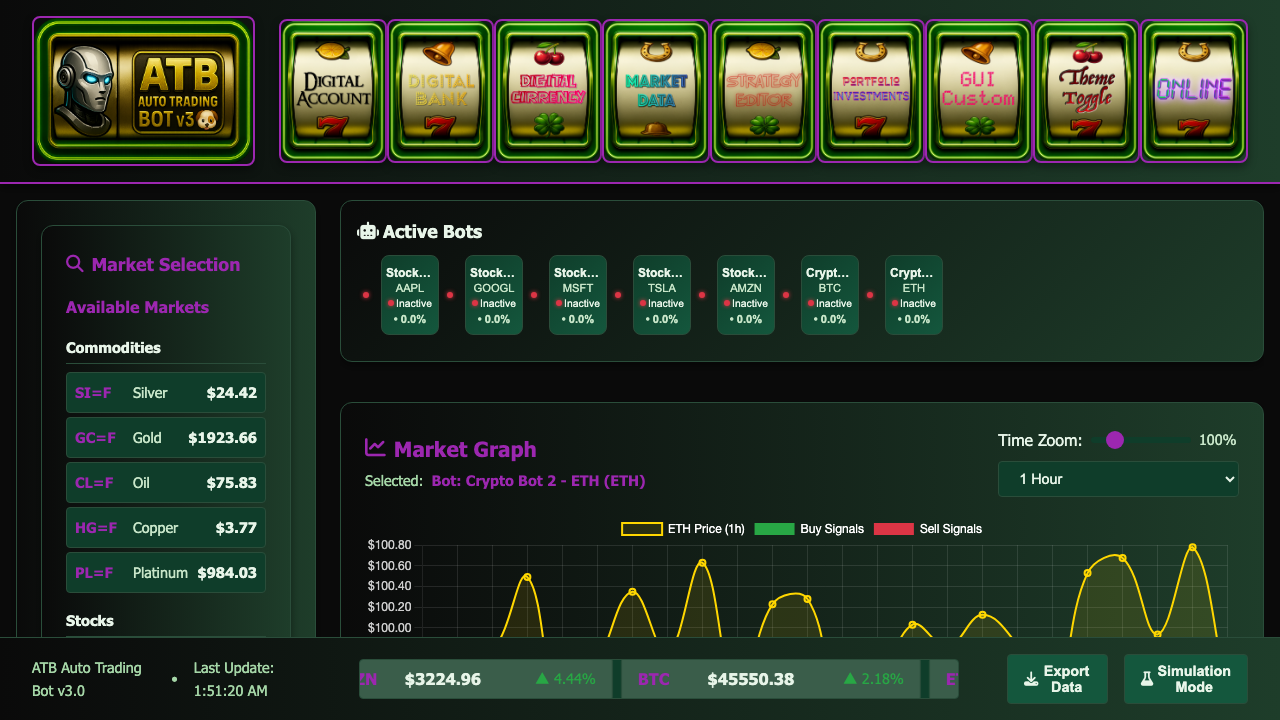 ATB
AUTO TRADING
BOT v3
DIGITAL
ACCOUNT
DIGITAL
BANK
DIGITAL
CURRENCY
MARKET
DATA
STRATEGY
EDITOR
PORTFOLIO
INVESTMENTS
GUI
Custom
Theme
Toggle
ONLINE
Market Selection
Available Markets
Commodities
SI=F Silver $24.42
GC=F Gold $1923.66
CL=F Oil $75.83
HG=F Copper $3.77
PL=F Platinum $984.03
Stocks
Active Bots
Stock...
AAPL
Inactive
• 0.0%
Stock...
GOOGL
Inactive
• 0.0%
Stock...
MSFT
Inactive
• 0.0%
Stock...
TSLA
Inactive
• 0.0%
Stock...
AMZN
Inactive
• 0.0%
Crypt...
BTC
Inactive
• 0.0%
Crypt...
ETH
Inactive
• 0.0%
Market Graph
Selected: Bot: Crypto Bot 2 - ETH (ETH)
Time Zoom: 100%
1 Hour
ETH Price (1h) Buy Signals Sell Signals
$100.80
$100.60
$100.40
$100.20
$100.00
ATB Auto Trading
Bot v3.0
•
Last Update:
1:51:20 AM
ZN $3224.96 ▲ 4.44% BTC $45550.38 ▲ 2.18% E
Export
Data
Simulation
Mode